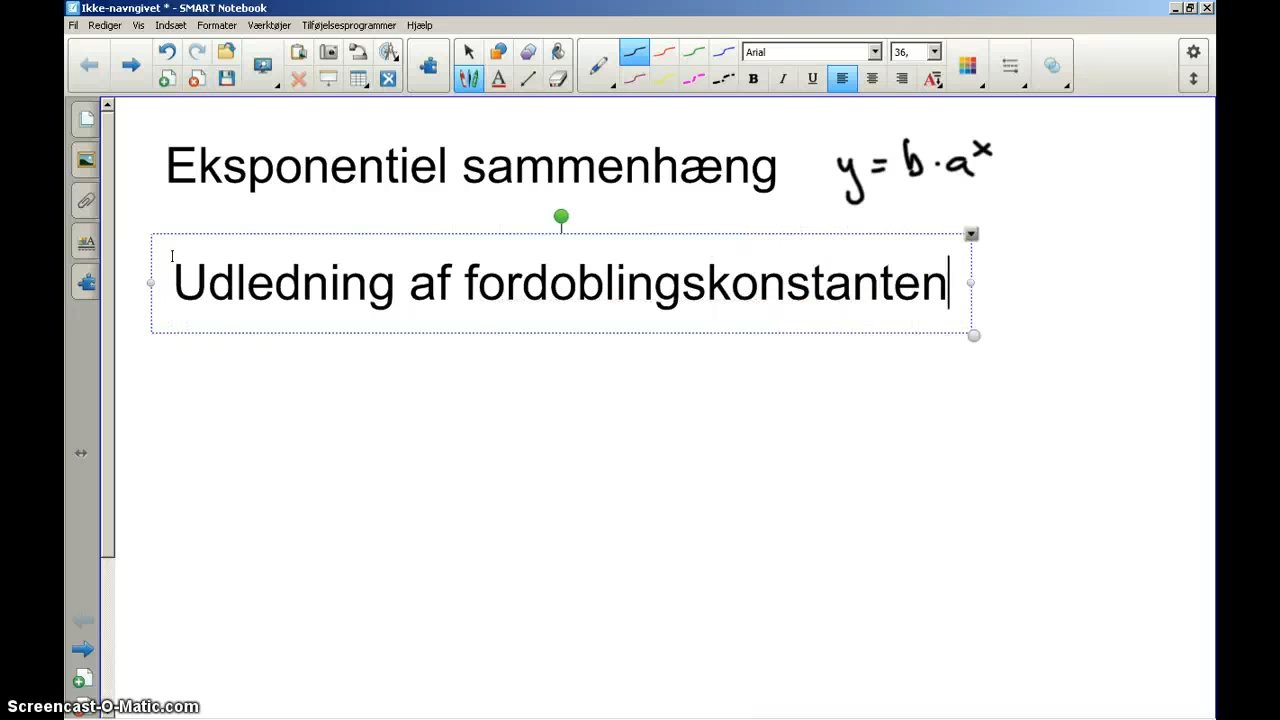 Ikke-navngivet * - SMART Notebook
Fil Rediger Vis Indsæt Formater Værktøjer Tilføjelsesprogrammer Hjælp
Arial 36,
B I U
Eksponentiel sammenhæng y = b · aˣ
Udledning af fordoblingskonstanten
Screencast-O-Matic.com